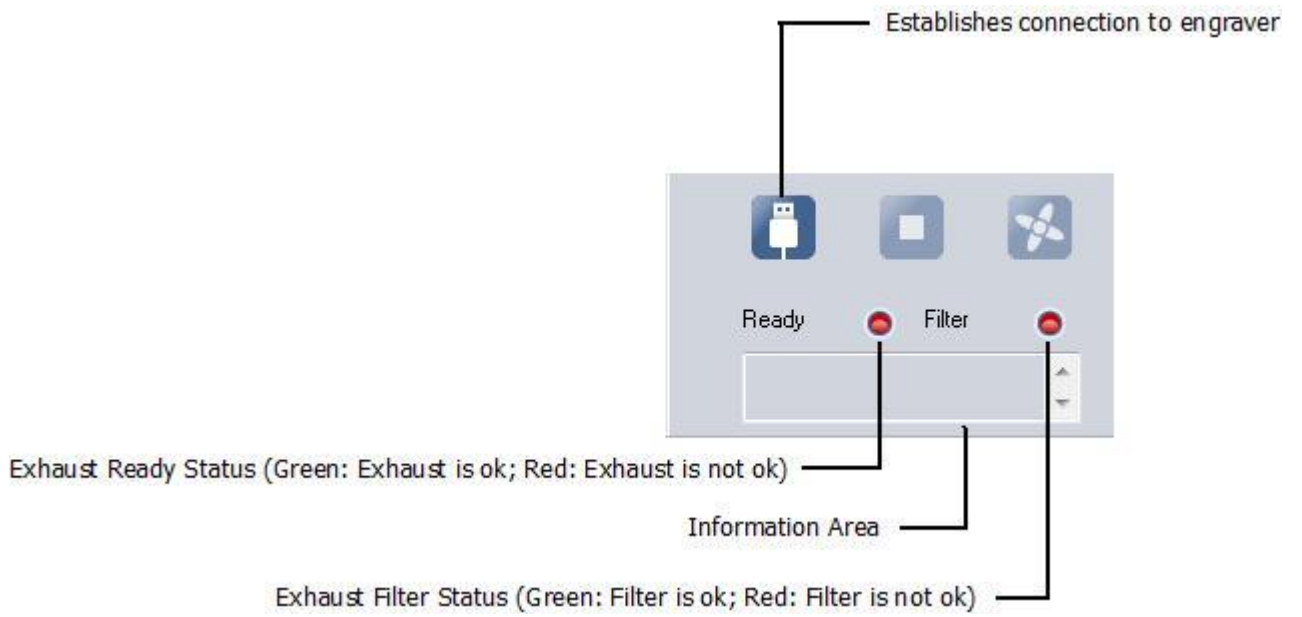 Establishes connection to engraver
Ready Filter
Exhaust Ready Status (Green: Exhaust is ok; Red: Exhaust is not ok)
Information Area
Exhaust Filter Status (Green: Filter is ok; Red: Filter is not ok)